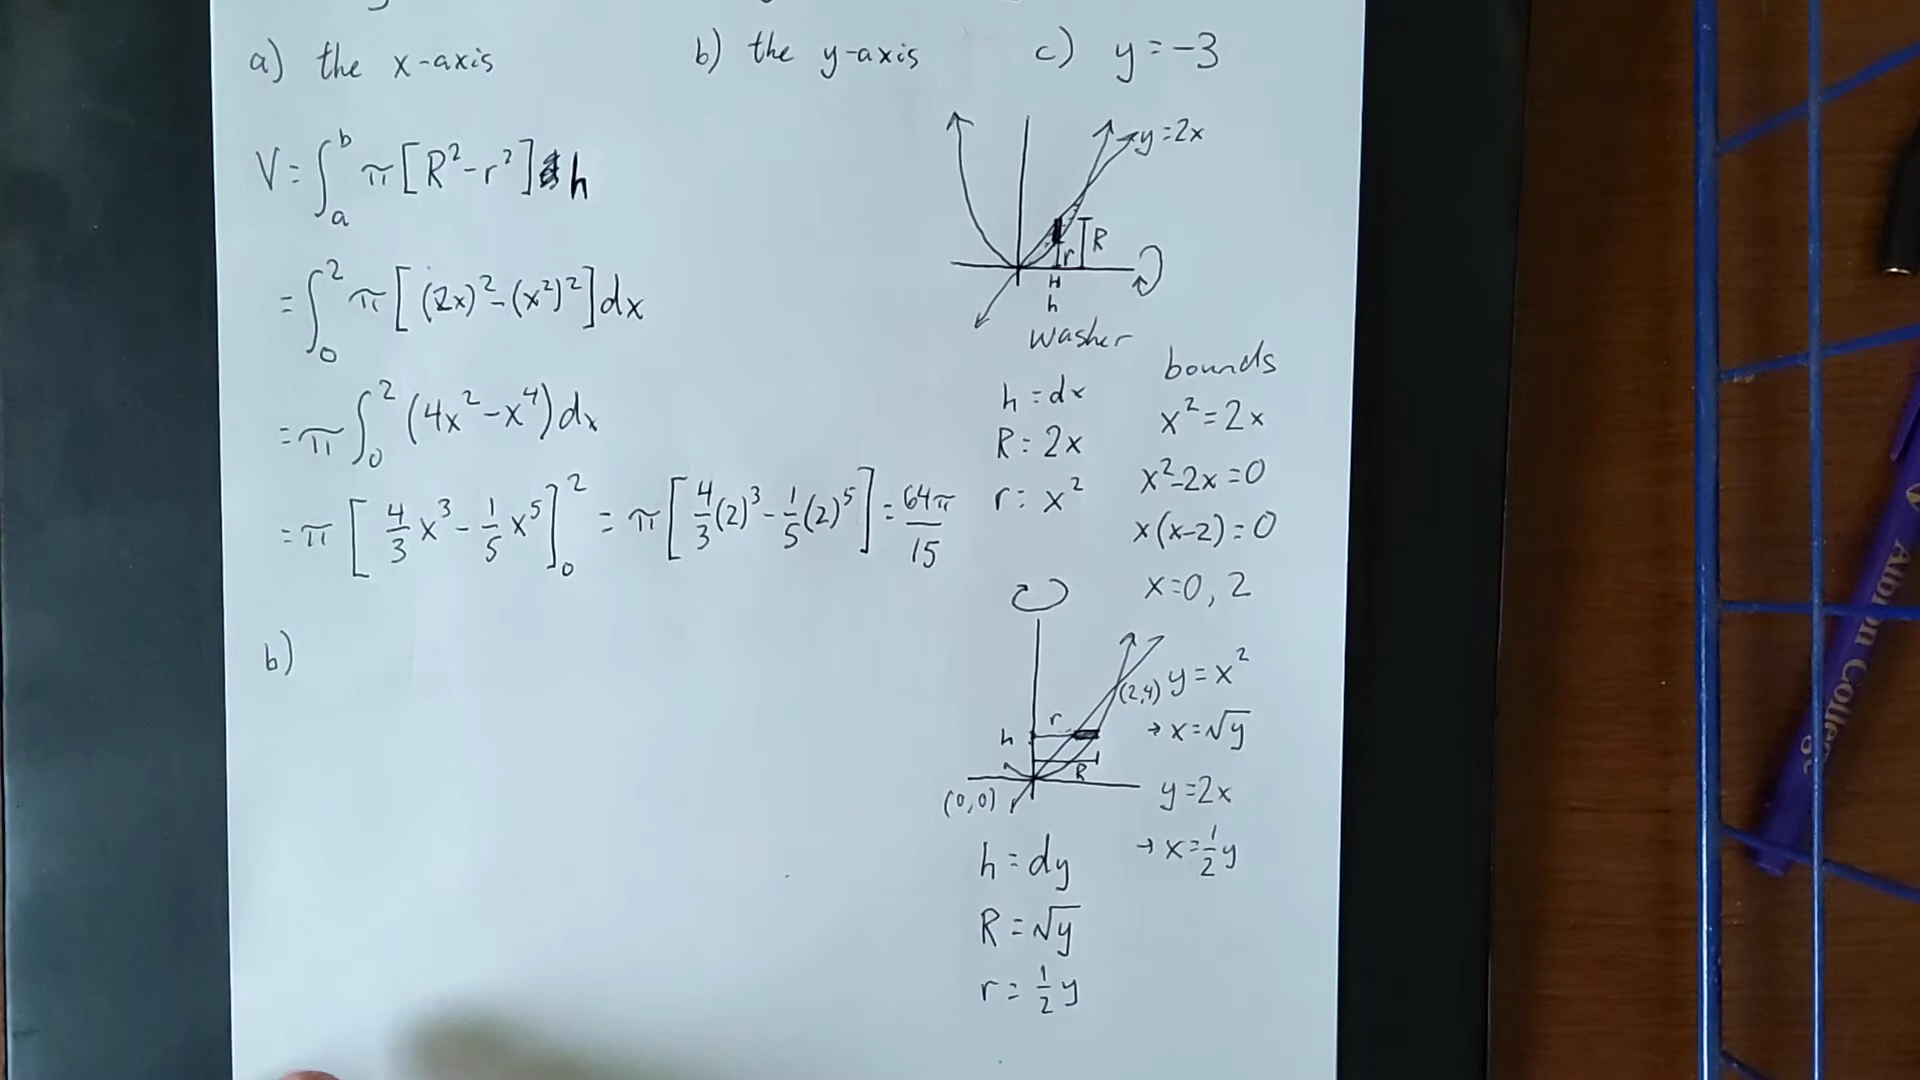 a) the x-axis b) the y-axis c) y = -3
V = ∫_a^b π[R² - r²] h
= ∫_0^2 π[(2x)² - (x²)²]dx
= π ∫_0^2 (4x² - x⁴)dx
= π [4/3 x³ - 1/5 x⁵]_0^2 = π[4/3 (2)³ - 1/5 (2)⁵] = 64π/15
y = 2x
R
r
h
washer
h = dx
R = 2x
r = x²
bounds
x² = 2x
x² - 2x = 0
x(x-2) = 0
x = 0, 2
b)
y = x²
(2,4)
→ x = √y
r
h
R
(0,0)
y = 2x
→ x = 1/2 y
h = dy
R = √y
r = 1/2 y
Albion College